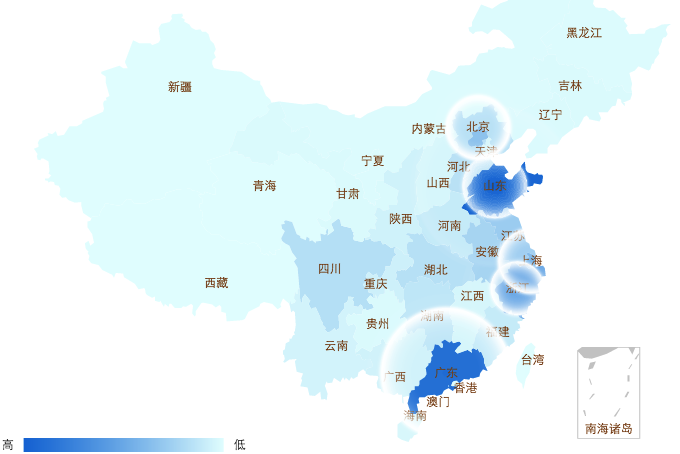 黑龙江
吉林
新疆
辽宁
北京
内蒙古
天津
宁夏
河北
山西
青海
山东
甘肃
陕西
河南
江苏
安徽
上海
四川
湖北
西藏
重庆
浙江
江西
湖南
贵州
福建
云南
台湾
广东
广西
香港
澳门
海南
南海诸岛
高
低